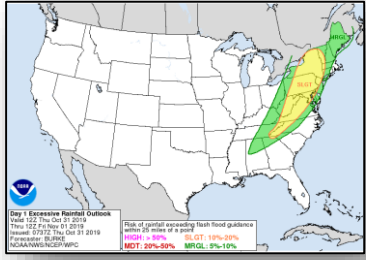 MRGL
SLGT
NOAA
Day 1 Excessive Rainfall Outlook
Valid 12Z Thu Oct 31 2019
Thru 12Z Fri Nov 01 2019
Issued: 0737Z Thu Oct 31 2019
Forecaster: BURKE
NOAA/NWS/NCEP/WPC
Risk of rainfall exceeding flash flood guidance
within 25 miles of a point
HIGH: > 50% SLGT: 10%-20%
MDT: 20%-50% MRGL: 5%-10%